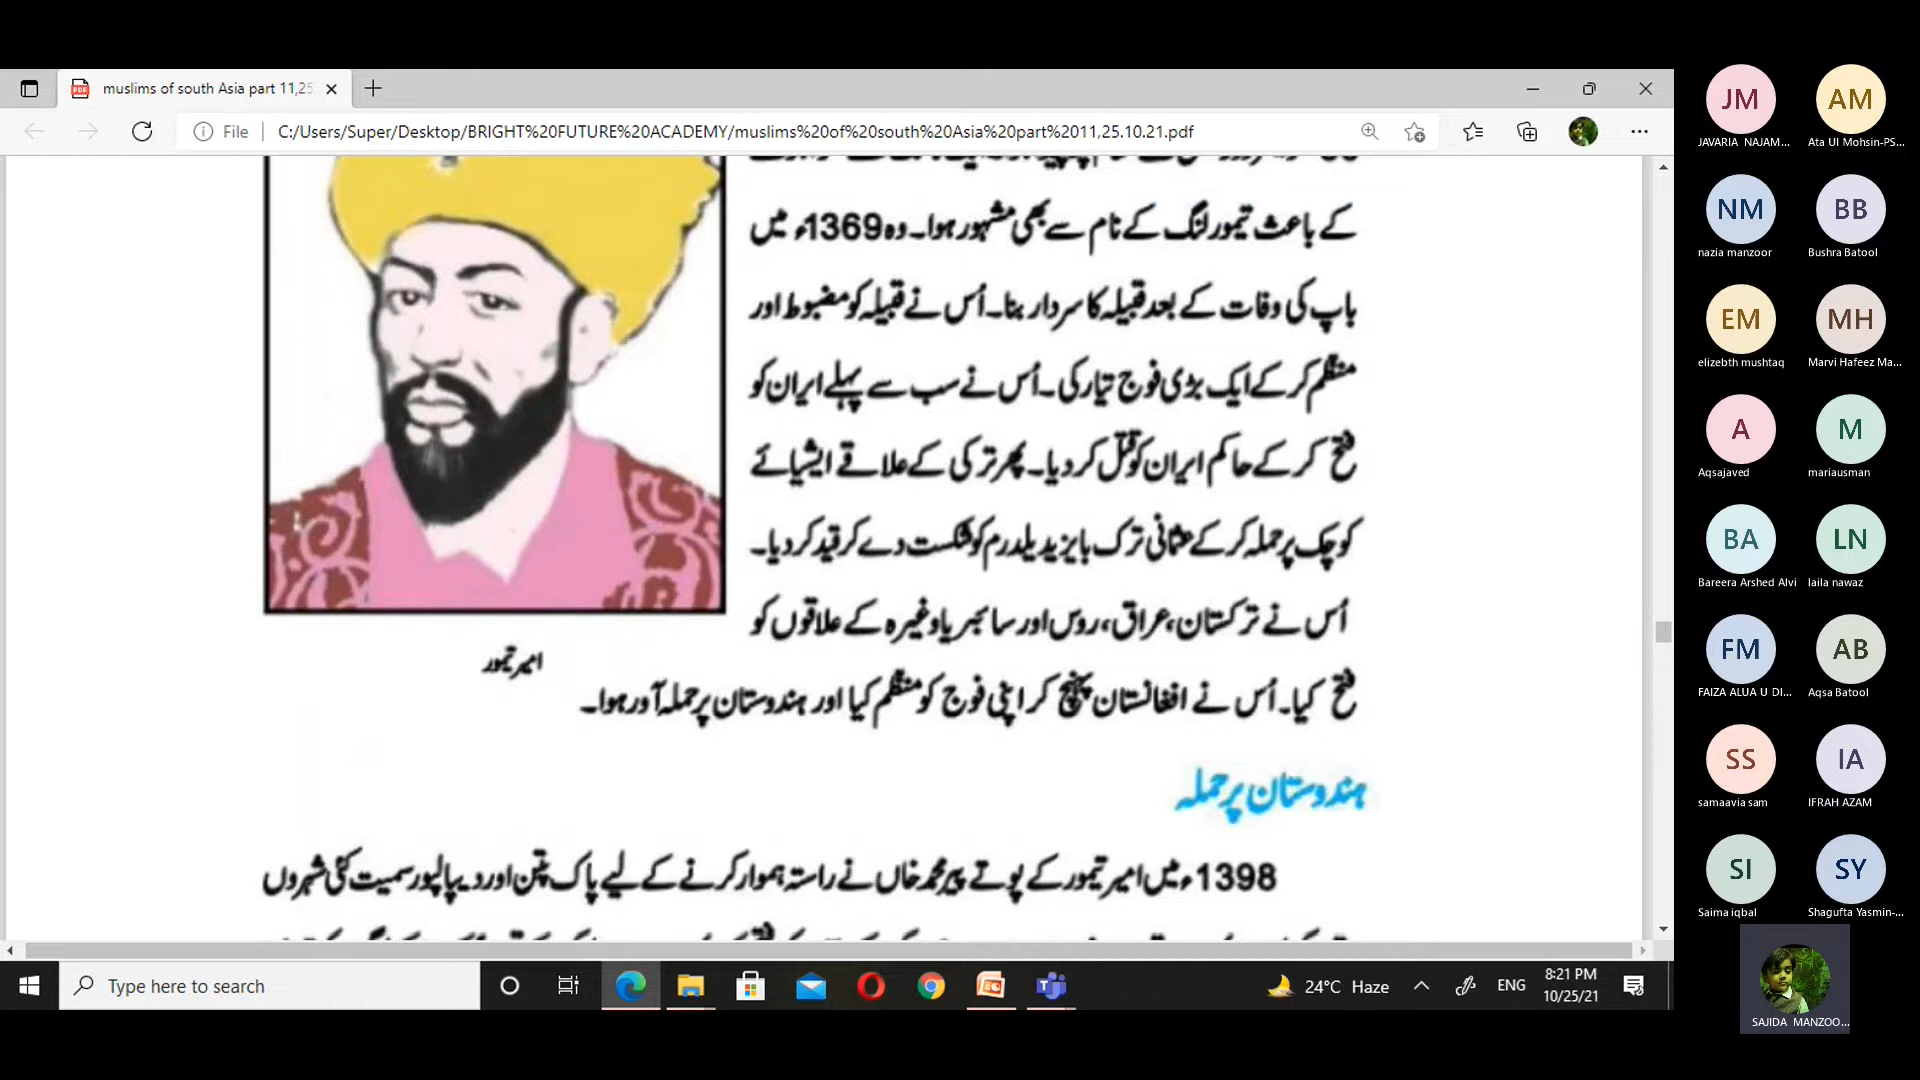 muslims of south Asia part 11,25
File
C:/Users/Super/Desktop/BRIGHT%20FUTURE%20ACADEMY/muslims%20of%20south%20Asia%20part%2011,25.10.21.pdf
کے باعث تیمور لنگ کے نام سے بھی مشہور ہوا۔ وہ 1369ء میں
باپ کی وفات کے بعد قبیلہ کا سردار بنا۔ اُس نے قبیلہ کو مضبوط اور
منظم کر کے ایک بڑی فوج تیار کی۔ اُس نے سب سے پہلے ایران کو
فتح کر کے حاکم ایران کو قتل کر دیا۔ پھر ترکی کے علاقے ایشیائے
کوچک پر حملہ کر کے عثمانی ترک بایزید یلدرم کو شکست دے کر قید کر دیا۔
اُس نے ترکستان، عراق، روس اور سائبیریا وغیرہ کے علاقوں کو
امیر تیمور
فتح کیا۔ اُس نے افغانستان پہنچ کر اپنی فوج کو منظم کیا اور ہندوستان پر حملہ آور ہوا۔
ہندوستان پر حملہ
1398ء میں امیر تیمور کے پوتے پیر محمد خاں نے راستہ ہموار کرنے کے لیے پاک پتن اور دیپالپور سمیت کئی شہروں
Type here to search
24°C Haze
ENG
8:21 PM
10/25/21
JM
JAVARIA NAJAM...
AM
Ata Ul Mohsin-PS...
NM
nazia manzoor
BB
Bushra Batool
EM
elizebth mushtaq
MH
Marvi Hafeez Ma...
A
Aqsajaved
M
mariausman
BA
Bareera Arshed Alvi
LN
laila nawaz
FM
FAIZA ALUA U DI...
AB
Aqsa Batool
SS
samaavia sam
IA
IFRAH AZAM
SI
Saima iqbal
SY
Shagufta Yasmin-...
SAJIDA MANZOO...